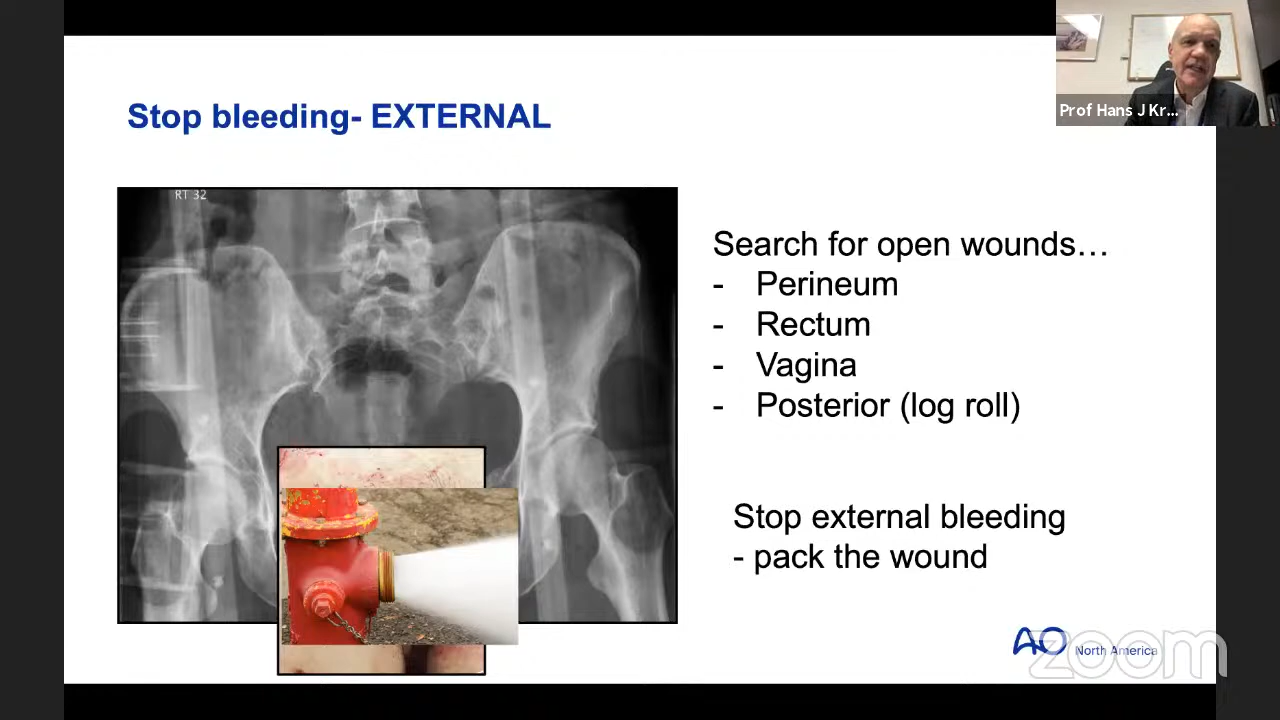 Prof Hans J Kr...
Stop bleeding- EXTERNAL
RT 32
Search for open wounds…
- Perineum
- Rectum
- Vagina
- Posterior (log roll)
Stop external bleeding
- pack the wound
AO North America
zoom